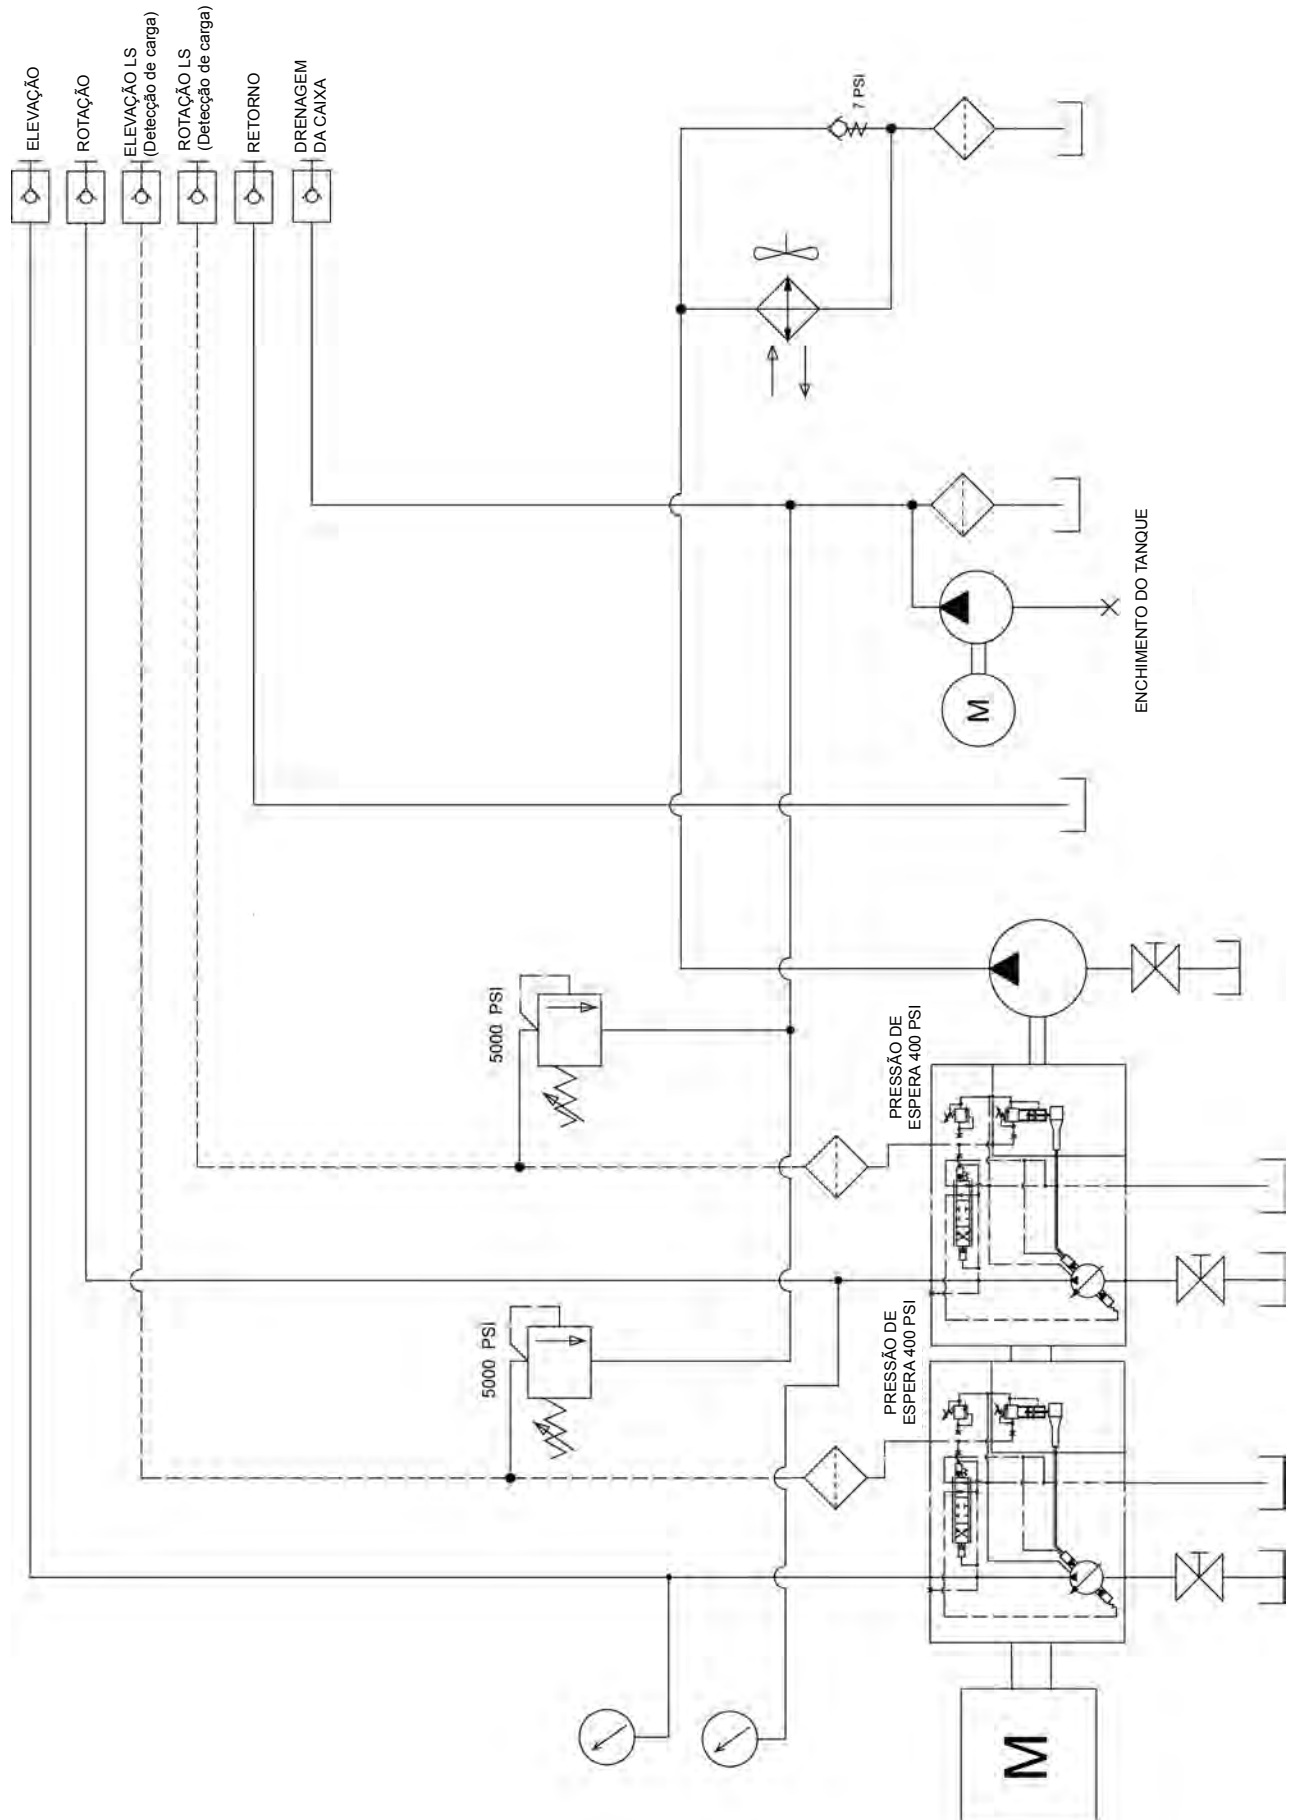 ELEVAÇÃO
ROTAÇÃO
ELEVAÇÃO LS
(Detecção de carga)
ROTAÇÃO LS
(Detecção de carga)
RETORNO
DRENAGEM
DA CAIXA
7 PSI
ENCHIMENTO DO TANQUE
M
5000 PSI
PRESSÃO DE
ESPERA 400 PSI
5000 PSI
PRESSÃO DE
ESPERA 400 PSI
M